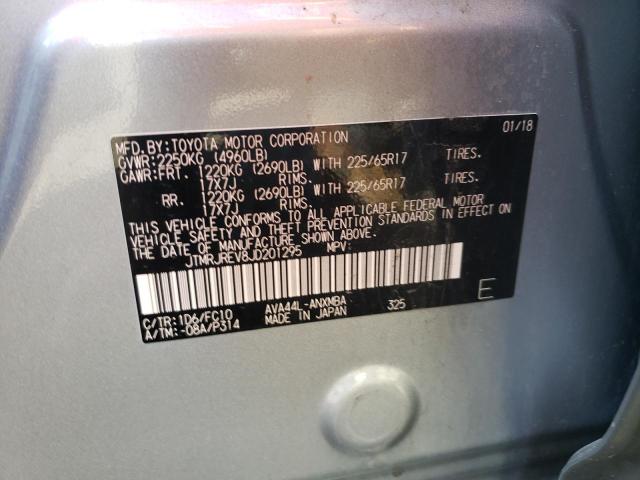 MFD.BY:TOYOTA MOTOR CORPORATION 01/18
GVWR:2250KG (4960LB)
GAWR:FRT. 1220KG (2690LB) WITH 225/65R17 TIRES.
17X7J RIMS.
RR. 1220KG (2690LB) WITH 225/65R17 TIRES.
17X7J RIMS.
THIS VEHICLE CONFORMS TO ALL APPLICABLE FEDERAL MOTOR
VEHICLE SAFETY AND THEFT PREVENTION STANDARDS IN EFFECT ON
THE DATE OF MANUFACTURE SHOWN ABOVE.
JTMRJREV8JD201295 MPV
C/TR:1D6/FC10 AVA44L-ANXMBA 325 E
A/TM:-08A/P314 MADE IN JAPAN